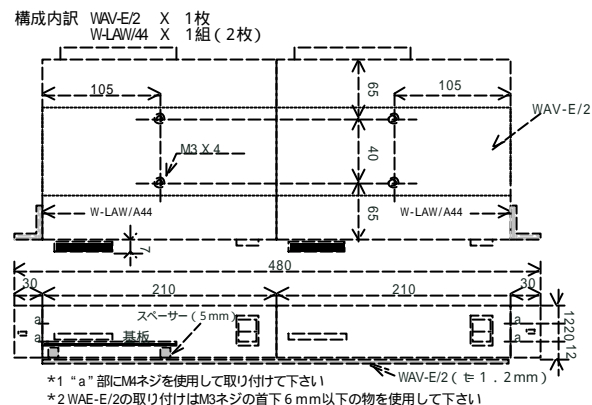 構成内訳 WAV-E/2 X 1枚
W-LAW/44 X 1組(2枚)
105
65
105
WAV-E/2
M3 X 4
40
W-LAW/A44
65
W-LAW/A44
7
480
30
210
210
30
スペーサー(5mm)
a
a
基板
a
a
12
20
12
WAV-E/2(t=1.2mm)
*1 "a"部にM4ネジを使用して取り付けて下さい
*2 WAE-E/2の取り付けはM3ネジの首下6mm以下の物を使用して下さい